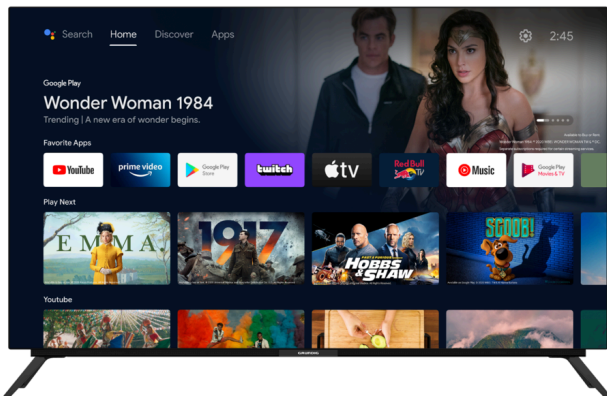 Search Home Discover Apps 2:45
Google Play
Wonder Woman 1984
Trending | A new era of wonder begins.
Favorite Apps
YouTube prime video Google Play Store twitch tv Red Bull TV Music Google Play Movies & TV
Play Next
EMMA. 1917 HOBBS & SHAW SCOOB!
Youtube
GRUNDIG